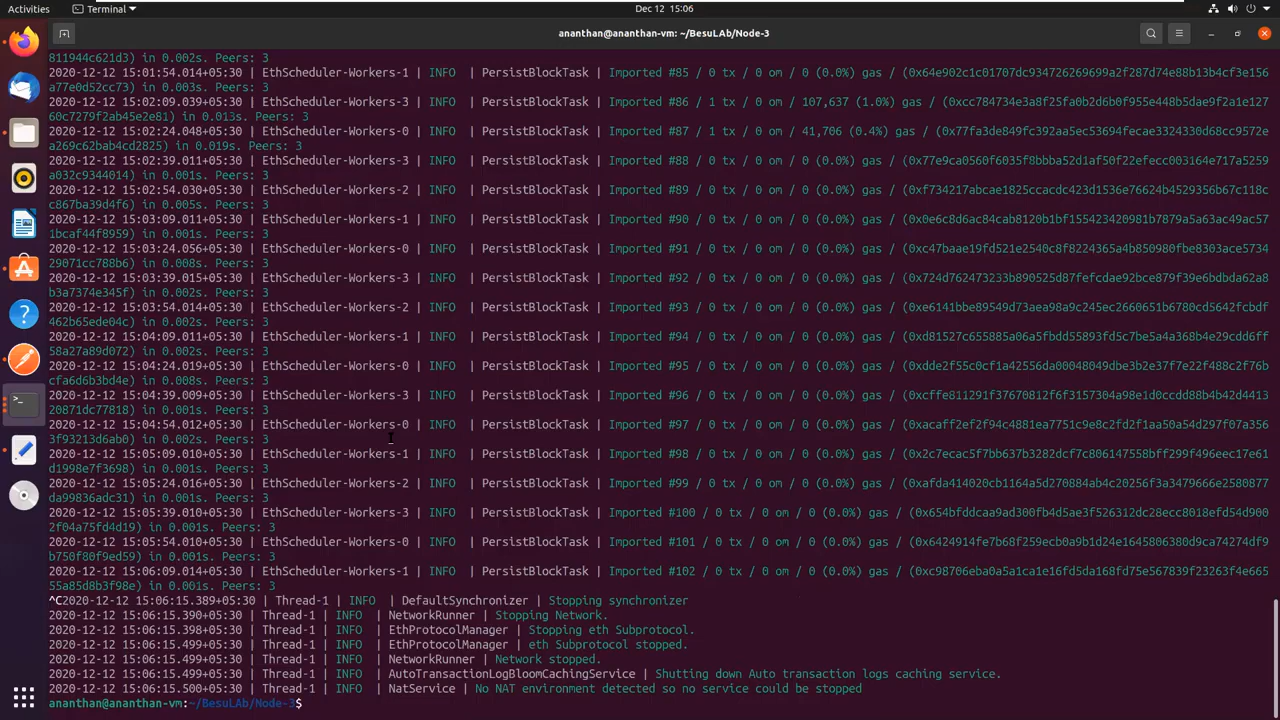 Activities
Terminal
Dec 12 15:06
ananthan@ananthan-vm: ~/BesuLAb/Node-3
811944c621d3) in 0.002s. Peers: 3
2020-12-12 15:01:54.014+05:30 | EthScheduler-Workers-1 | INFO | PersistBlockTask | Imported #85 / 0 tx / 0 om / 0 (0.0%) gas / (0x64e902c1c01707dc934726269699a2f287d74e88b13b4cf3e156
a77e0d52cc73) in 0.003s. Peers: 3
2020-12-12 15:02:09.039+05:30 | EthScheduler-Workers-3 | INFO | PersistBlockTask | Imported #86 / 1 tx / 0 om / 107,637 (1.0%) gas / (0xcc784734e3a8f25fa0b2d6b0f955e448b5dae9f2a1e127
60c7279f2ab45e2e81) in 0.013s. Peers: 3
2020-12-12 15:02:24.048+05:30 | EthScheduler-Workers-0 | INFO | PersistBlockTask | Imported #87 / 1 tx / 0 om / 41,706 (0.4%) gas / (0x77fa3de849fc392aa5ec53694fecae3324330d68cc9572e
a269c62bab4cd2825) in 0.019s. Peers: 3
2020-12-12 15:02:39.011+05:30 | EthScheduler-Workers-3 | INFO | PersistBlockTask | Imported #88 / 0 tx / 0 om / 0 (0.0%) gas / (0x77e9ca0560f6035f8bbba52d1af50f22efecc003164e717a5259
a032c9344014) in 0.001s. Peers: 3
2020-12-12 15:02:54.030+05:30 | EthScheduler-Workers-2 | INFO | PersistBlockTask | Imported #89 / 0 tx / 0 om / 0 (0.0%) gas / (0xf734217abcae1825ccacdc423d1536e76624b4529356b67c118c
c867ba39d4f6) in 0.005s. Peers: 3
2020-12-12 15:03:09.011+05:30 | EthScheduler-Workers-1 | INFO | PersistBlockTask | Imported #90 / 0 tx / 0 om / 0 (0.0%) gas / (0x0e6c8d6ac84cab8120b1bf155423420981b7879a5a63ac49ac57
1bcaf44f8959) in 0.001s. Peers: 3
2020-12-12 15:03:24.056+05:30 | EthScheduler-Workers-0 | INFO | PersistBlockTask | Imported #91 / 0 tx / 0 om / 0 (0.0%) gas / (0xc47baae19fd521e2540c8f8224365a4b850980fbe8303ace5734
29071cc788b6) in 0.008s. Peers: 3
2020-12-12 15:03:39.015+05:30 | EthScheduler-Workers-3 | INFO | PersistBlockTask | Imported #92 / 0 tx / 0 om / 0 (0.0%) gas / (0x724d762473233b890525d87fefcdae92bce879f39e6bdbda62a8
b3a7374e345f) in 0.002s. Peers: 3
2020-12-12 15:03:54.014+05:30 | EthScheduler-Workers-2 | INFO | PersistBlockTask | Imported #93 / 0 tx / 0 om / 0 (0.0%) gas / (0xe6141bbe89549d73aea98a9c245ec2660651b6780cd5642fcbdf
462b65ede04c) in 0.002s. Peers: 3
2020-12-12 15:04:09.011+05:30 | EthScheduler-Workers-1 | INFO | PersistBlockTask | Imported #94 / 0 tx / 0 om / 0 (0.0%) gas / (0xd81527c655885a06a5fbdd55893fd5c7be5a4a368b4e29cdd6ff
58a27a89d072) in 0.002s. Peers: 3
2020-12-12 15:04:24.019+05:30 | EthScheduler-Workers-0 | INFO | PersistBlockTask | Imported #95 / 0 tx / 0 om / 0 (0.0%) gas / (0xdde2f55c0cf1a42556da00048049dbe3b2e37f7e22f488c2f76b
cfa6d6b3bd4e) in 0.008s. Peers: 3
2020-12-12 15:04:39.009+05:30 | EthScheduler-Workers-3 | INFO | PersistBlockTask | Imported #96 / 0 tx / 0 om / 0 (0.0%) gas / (0xcffe811291f37670812f6f3157304a98e1d0ccdd88b4b42d4413
20871dc77818) in 0.001s. Peers: 3
2020-12-12 15:04:54.012+05:30 | EthScheduler-Workers-0 | INFO | PersistBlockTask | Imported #97 / 0 tx / 0 om / 0 (0.0%) gas / (0xacaff2ef2f94c4881ea7751c9e8c2fd2f1aa50a54d297f07a356
3f93213d6ab0) in 0.002s. Peers: 3
2020-12-12 15:05:09.010+05:30 | EthScheduler-Workers-1 | INFO | PersistBlockTask | Imported #98 / 0 tx / 0 om / 0 (0.0%) gas / (0x2c7ecac5f7bb637b3282dcf7c806147558bff299f496eec17e61
d1998e7f3698) in 0.001s. Peers: 3
2020-12-12 15:05:24.016+05:30 | EthScheduler-Workers-2 | INFO | PersistBlockTask | Imported #99 / 0 tx / 0 om / 0 (0.0%) gas / (0xafda414020cb1164a5d270884ab4c20256f3a3479666e2580877
da99836adc31) in 0.001s. Peers: 3
2020-12-12 15:05:39.010+05:30 | EthScheduler-Workers-3 | INFO | PersistBlockTask | Imported #100 / 0 tx / 0 om / 0 (0.0%) gas / (0x654bfddcaa9ad300fb4d5ae3f526312dc28ecc8018efd54d900
2f04a75fd4d19) in 0.001s. Peers: 3
2020-12-12 15:05:54.010+05:30 | EthScheduler-Workers-0 | INFO | PersistBlockTask | Imported #101 / 0 tx / 0 om / 0 (0.0%) gas / (0x6424914fe7b68f259ecb0a9b1d24e1645806380d9ca74274df9
b750f80f9ed59) in 0.001s. Peers: 3
2020-12-12 15:06:09.014+05:30 | EthScheduler-Workers-1 | INFO | PersistBlockTask | Imported #102 / 0 tx / 0 om / 0 (0.0%) gas / (0xc98706eba0a5a1ca1e16fd5da168fd75e567839f23263f4e665
55a85d8b3f98e) in 0.001s. Peers: 3
^C2020-12-12 15:06:15.389+05:30 | Thread-1 | INFO | DefaultSynchronizer | Stopping synchronizer
2020-12-12 15:06:15.390+05:30 | Thread-1 | INFO | NetworkRunner | Stopping Network.
2020-12-12 15:06:15.398+05:30 | Thread-1 | INFO | EthProtocolManager | Stopping eth Subprotocol.
2020-12-12 15:06:15.499+05:30 | Thread-1 | INFO | EthProtocolManager | eth Subprotocol stopped.
2020-12-12 15:06:15.499+05:30 | Thread-1 | INFO | NetworkRunner | Network stopped.
2020-12-12 15:06:15.499+05:30 | Thread-1 | INFO | AutoTransactionLogBloomCachingService | Shutting down Auto transaction logs caching service.
2020-12-12 15:06:15.500+05:30 | Thread-1 | INFO | NatService | No NAT environment detected so no service could be stopped
ananthan@ananthan-vm:~/BesuLAb/Node-3$